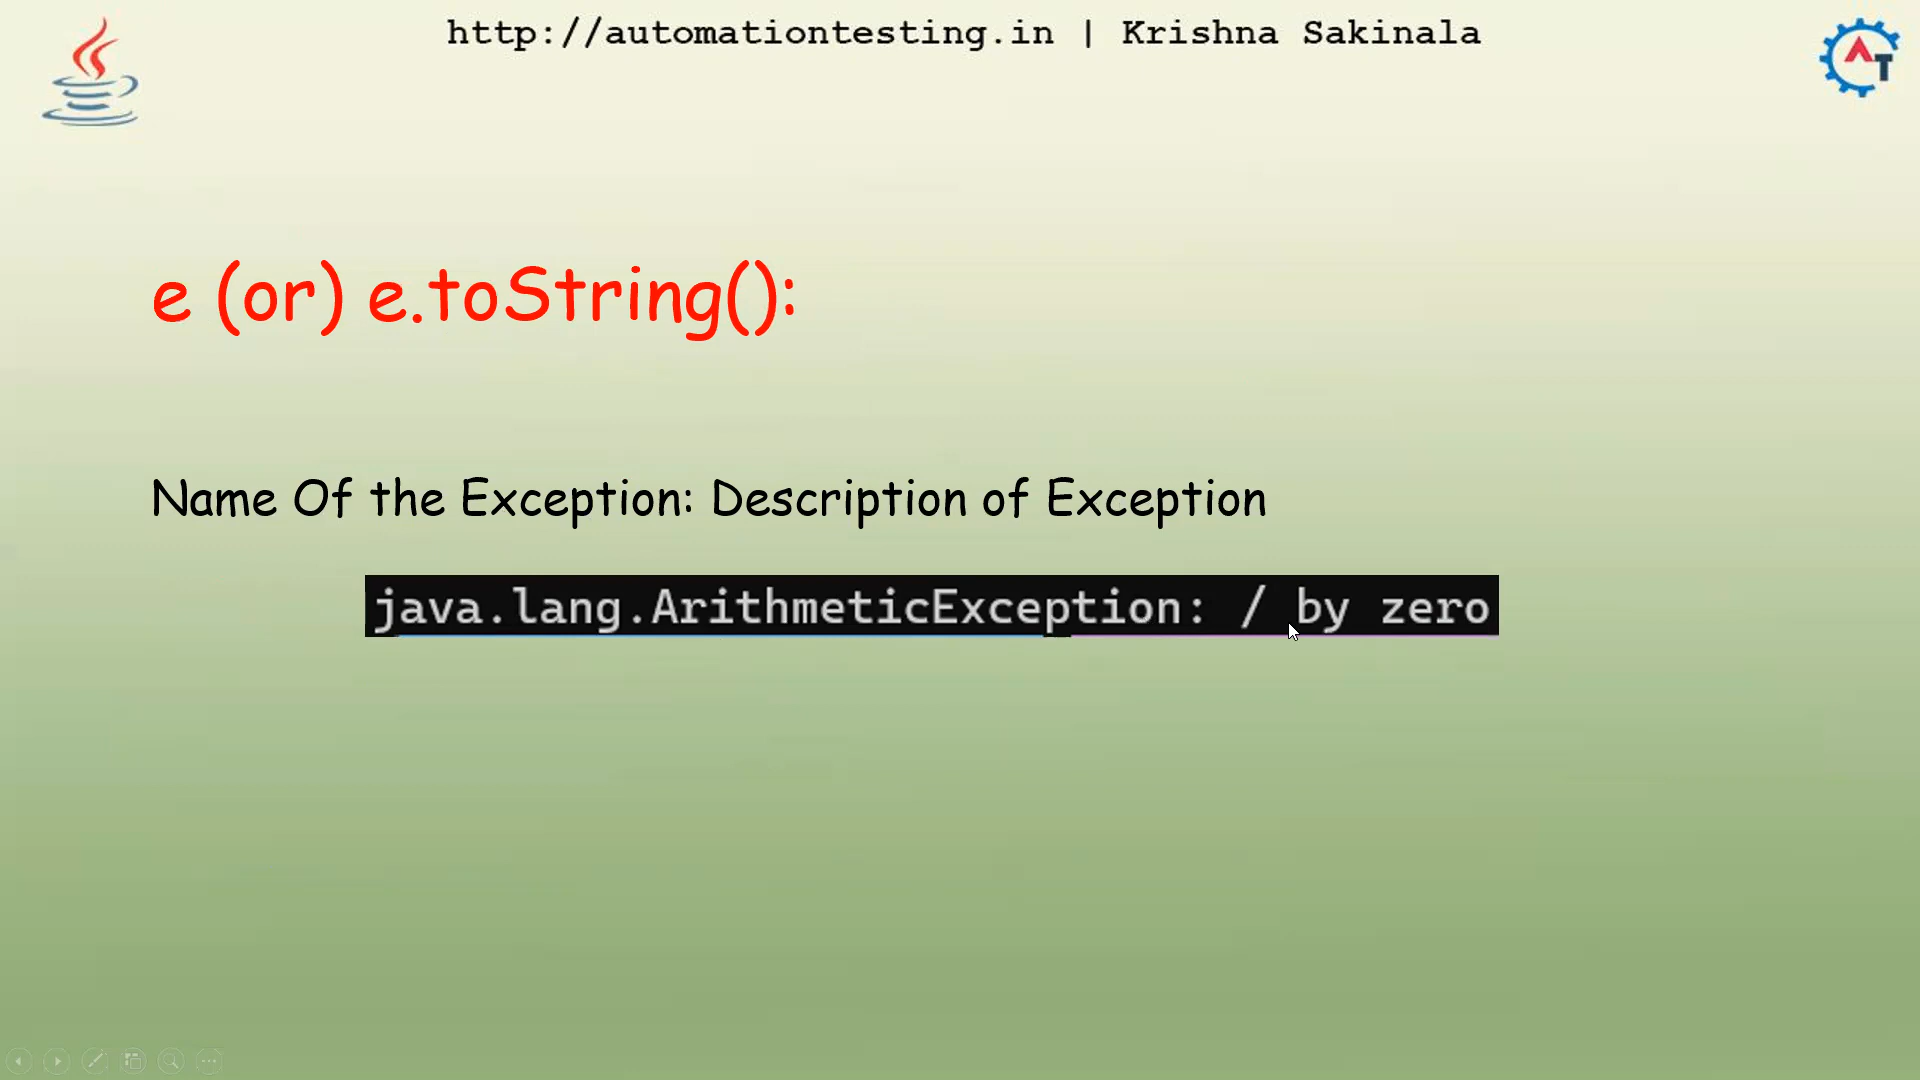 http://automationtesting.in | Krishna Sakinala
AT
e (or) e.toString():
Name Of the Exception: Description of Exception
java.lang.ArithmeticException: / by zero